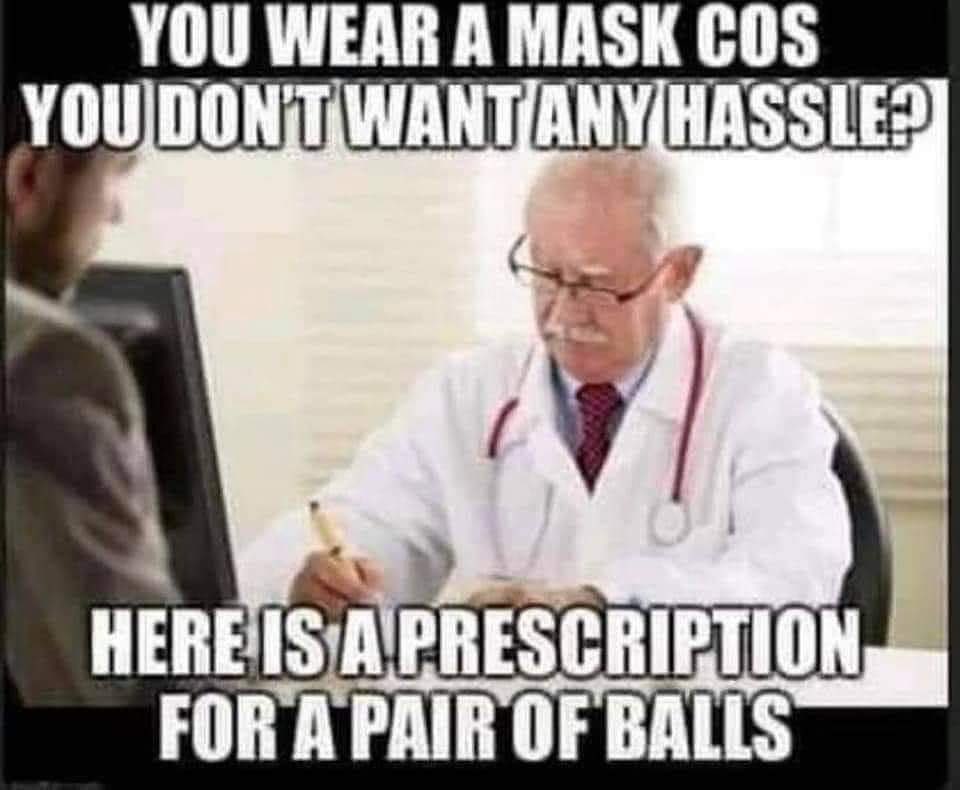 YOU WEAR A MASK COS
YOU DON'T WANT ANY HASSLE?
HERE IS A PRESCRIPTION
FOR A PAIR OF BALLS